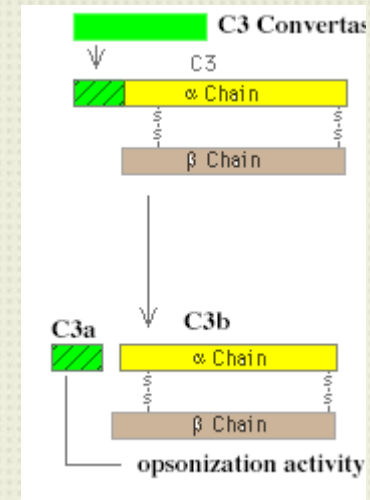 C3 Convertas
C3
α Chain
S
S
S
S
S
S
β Chain
C3a
C3b
α Chain
S
S
S
S
S
S
β Chain
opsonization activity